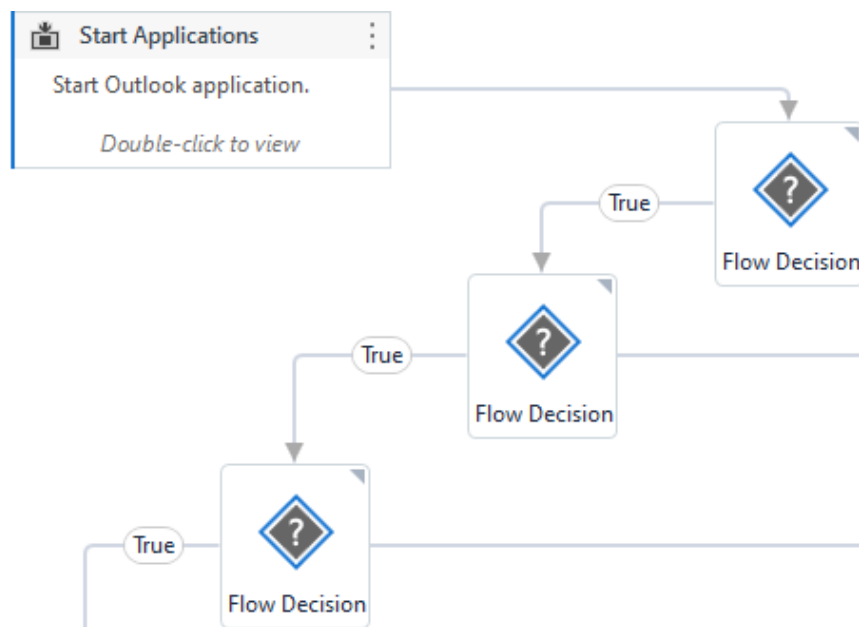 Start Applications
Start Outlook application.
Double-click to view
?
True
Flow Decision
?
True
Flow Decision
?
True
Flow Decision